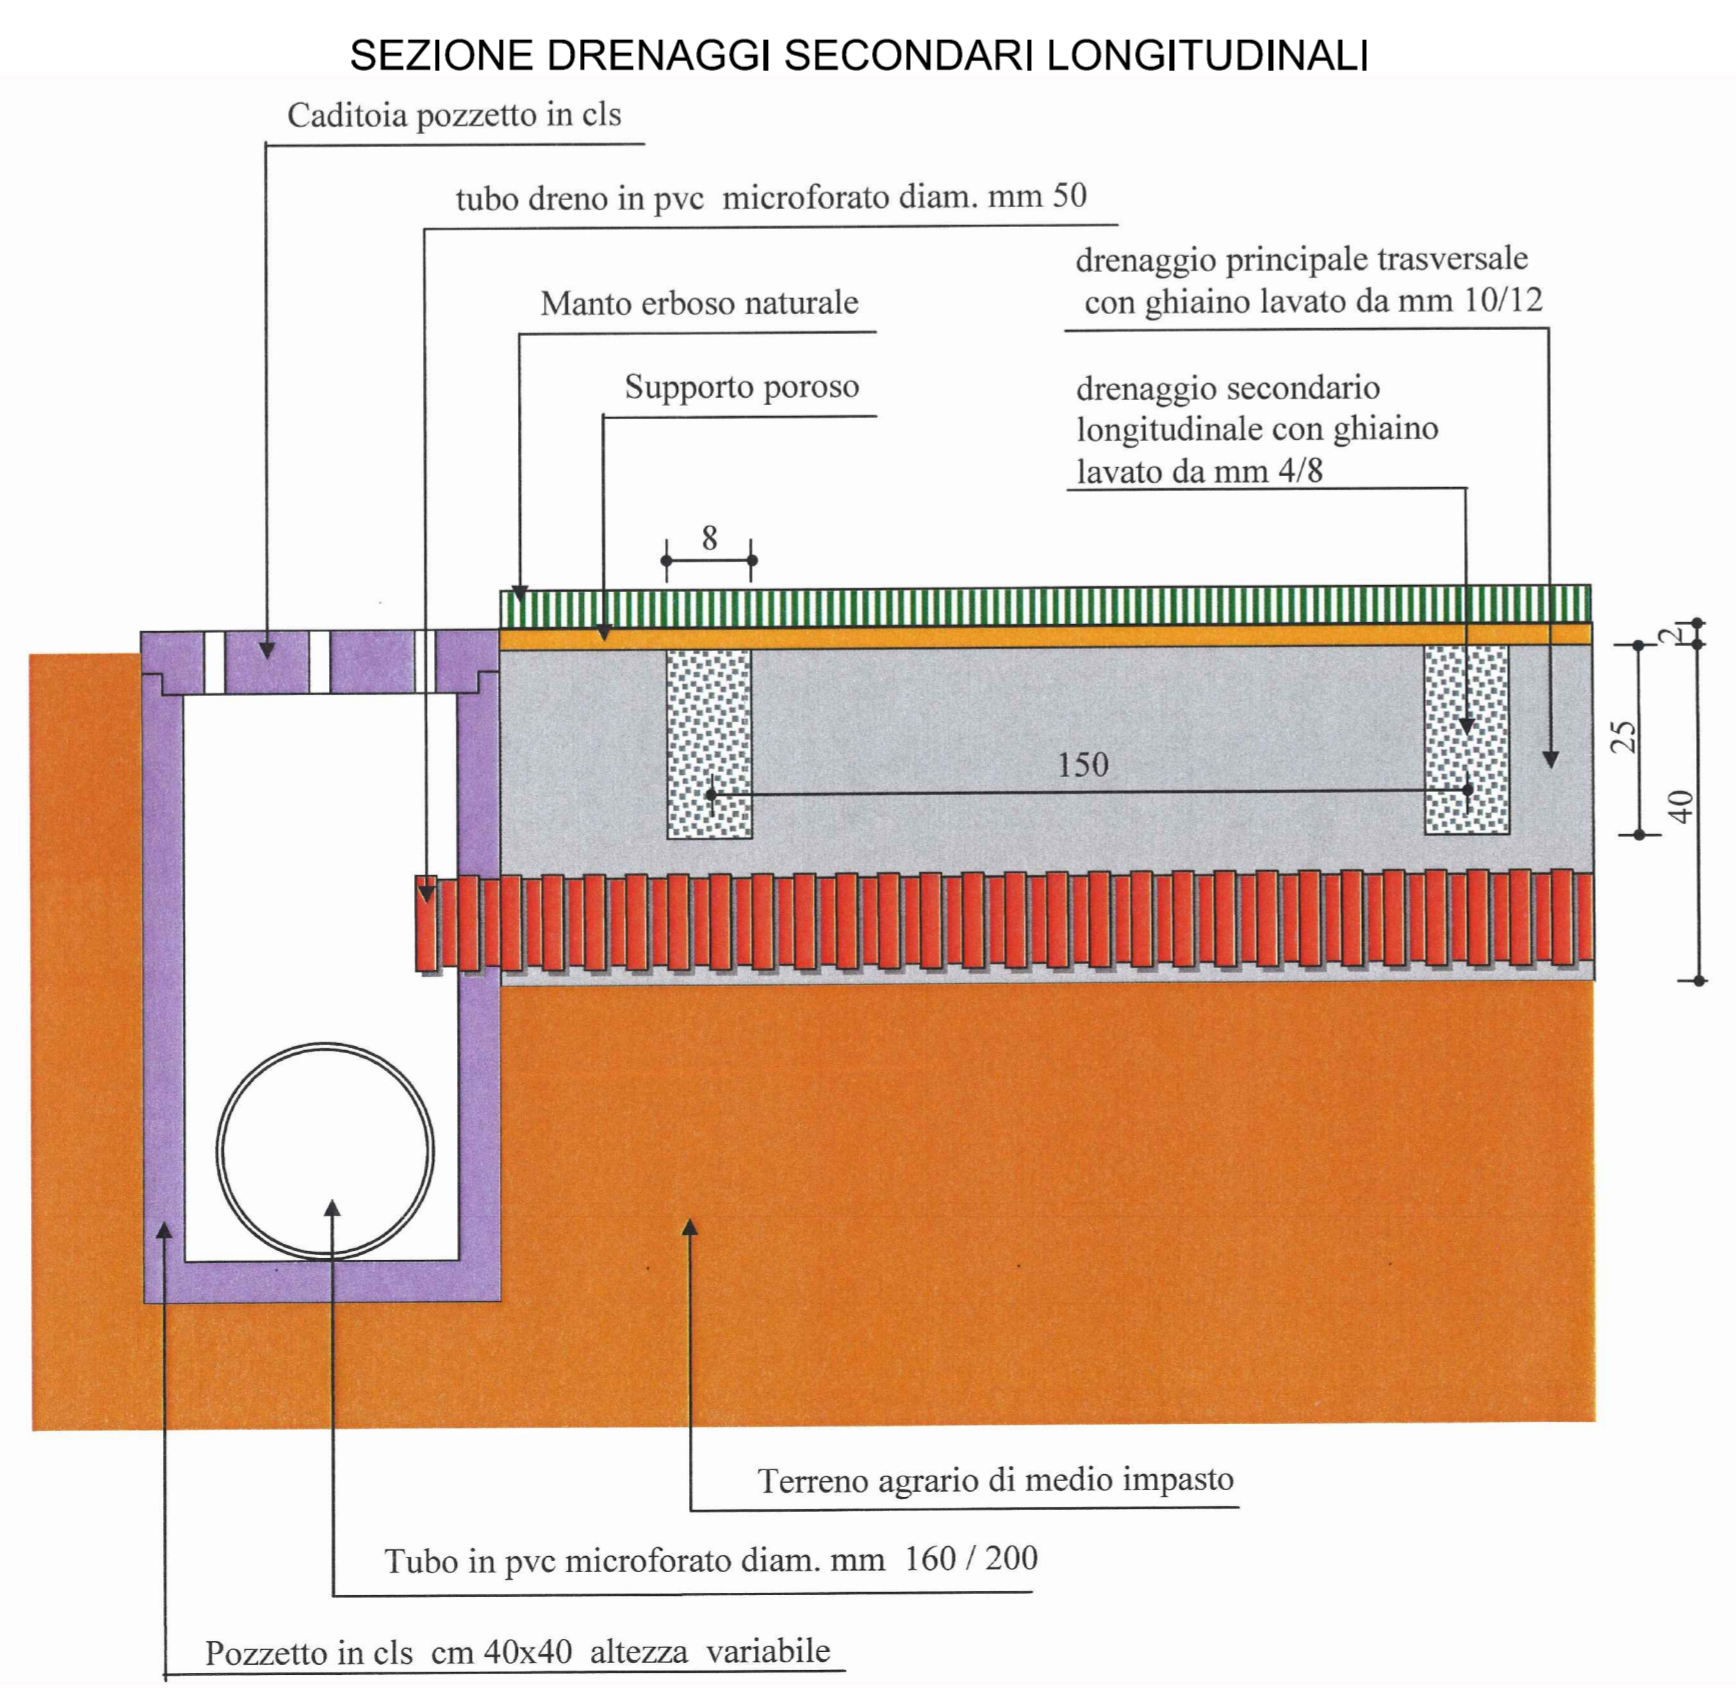 SEZIONE DRENAGGI SECONDARI LONGITUDINALI
Caditoia pozzetto in cls
tubo dreno in pvc microforato diam. mm 50
drenaggio principale trasversale
con ghiaino lavato da mm 10/12
Manto erboso naturale
Supporto poroso
drenaggio secondario
longitudinale con ghiaino
lavato da mm 4/8
8
2
25
150
40
Terreno agrario di medio impasto
Tubo in pvc microforato diam. mm 160 / 200
Pozzetto in cls cm 40x40 altezza variabile